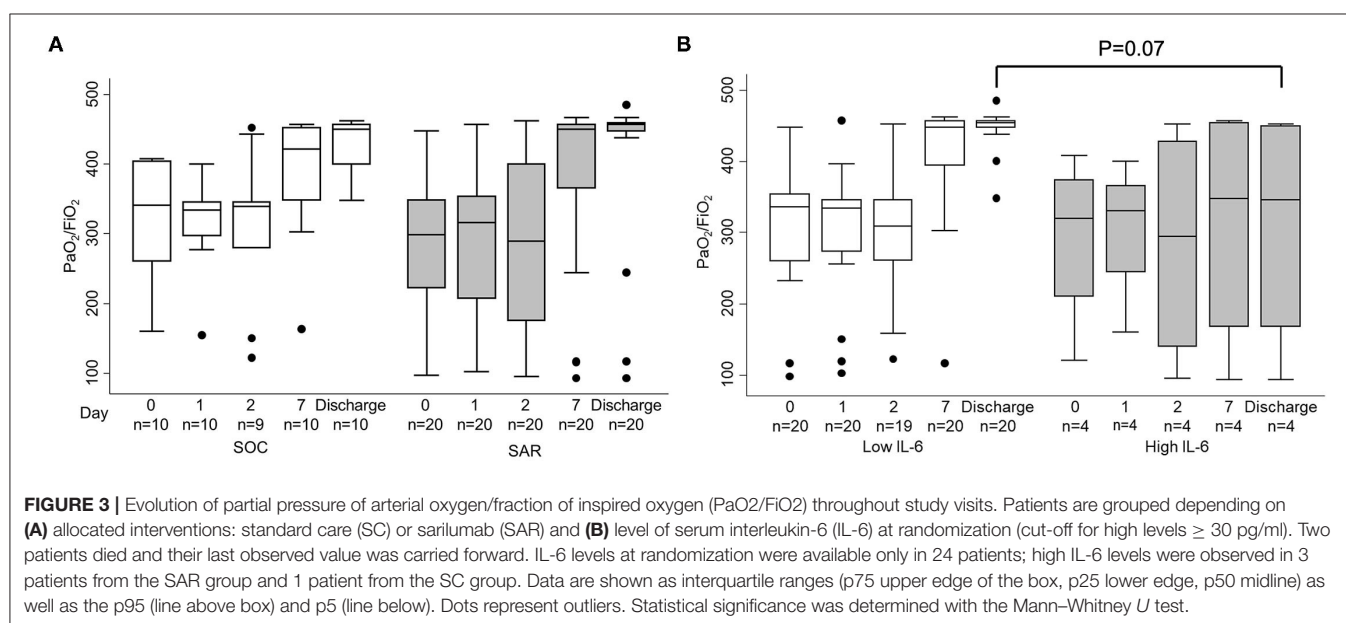 A
B
P=0.07
500
400
300
200
100
PaO2/FiO2
500
400
300
200
100
PaO2/FiO2
Day 0 1 2 7 Discharge 0 1 2 7 Discharge
n=10 n=10 n=9 n=10 n=10 n=20 n=20 n=20 n=20 n=20
SOC SAR
0 1 2 7 Discharge 0 1 2 7 Discharge
n=20 n=20 n=19 n=20 n=20 n=4 n=4 n=4 n=4 n=4
Low IL-6 High IL-6
FIGURE 3 | Evolution of partial pressure of arterial oxygen/fraction of inspired oxygen (PaO2/FiO2) throughout study visits. Patients are grouped depending on
(A) allocated interventions: standard care (SC) or sarilumab (SAR) and (B) level of serum interleukin-6 (IL-6) at randomization (cut-off for high levels ≥ 30 pg/ml). Two
patients died and their last observed value was carried forward. IL-6 levels at randomization were available only in 24 patients; high IL-6 levels were observed in 3
patients from the SAR group and 1 patient from the SC group. Data are shown as interquartile ranges (p75 upper edge of the box, p25 lower edge, p50 midline) as
well as the p95 (line above box) and p5 (line below). Dots represent outliers. Statistical significance was determined with the Mann–Whitney U test.